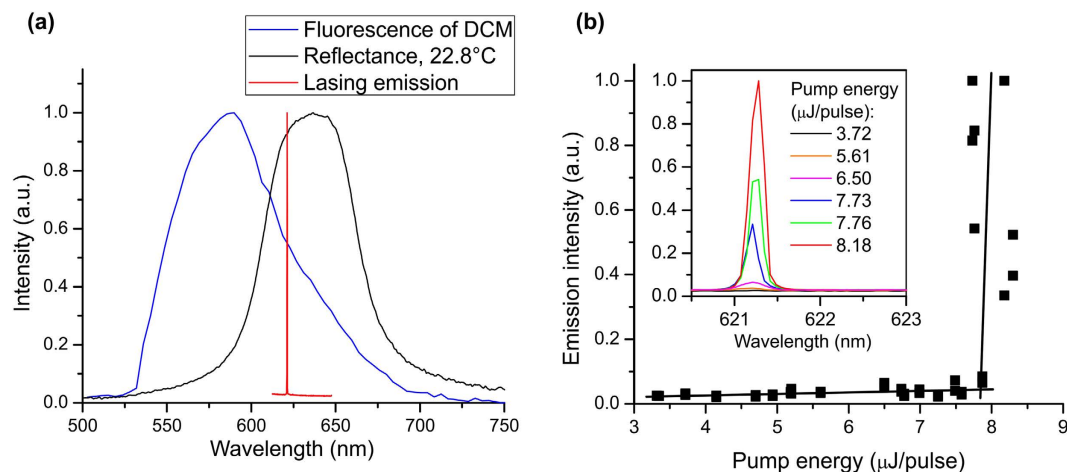 (a)
Fluorescence of DCM
Reflectance, 22.8°C
Lasing emission
1.0
0.8
0.6
0.4
0.2
0.0
Intensity (a.u.)
500 550 600 650 700 750
Wavelength (nm)
(b)
1.0
0.8
0.6
0.4
0.2
0.0
Emission intensity (a.u.)
3 4 5 6 7 8 9
Pump energy (µJ/pulse)
1.0
0.8
0.6
0.4
0.2
0.0
621 622 623
Wavelength (nm)
Pump energy
(µJ/pulse):
3.72
5.61
6.50
7.73
7.76
8.18